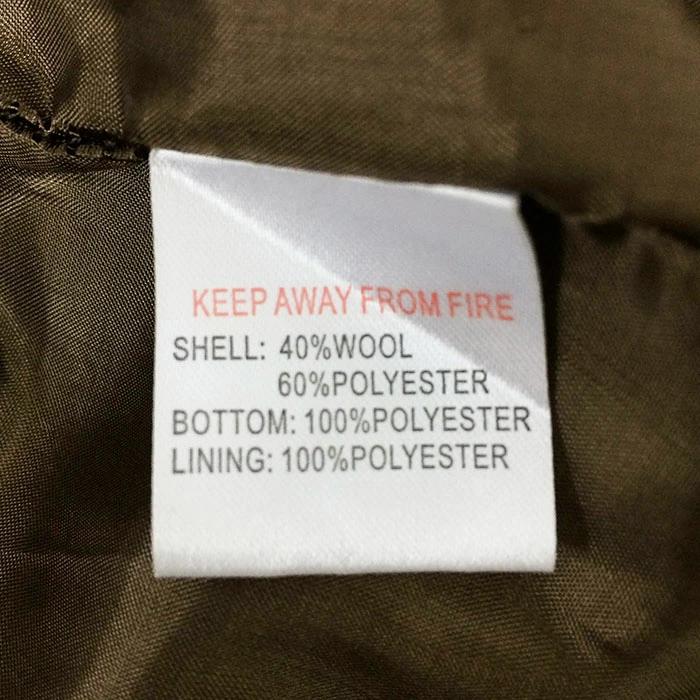 KEEP AWAY FROM FIRE
SHELL: 40%WOOL
60%POLYESTER
BOTTOM: 100%POLYESTER
LINING: 100%POLYESTER